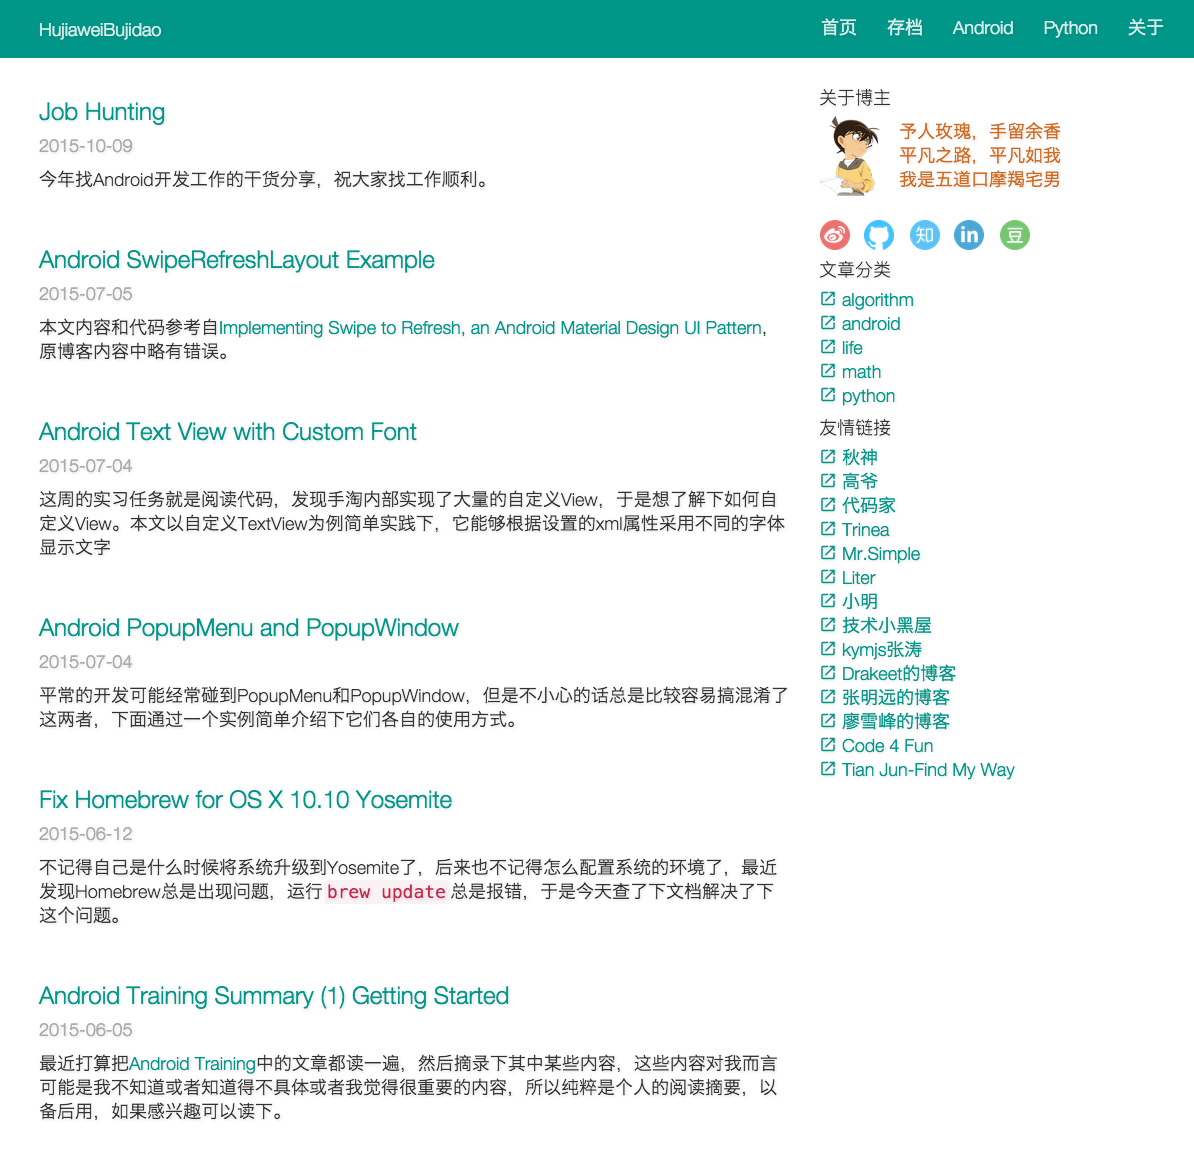 HujiaweiBujidao
首页 存档 Android Python 关于
Job Hunting
2015-10-09
今年找Android开发工作的干货分享，祝大家找工作顺利。
Android SwipeRefreshLayout Example
2015-07-05
本文内容和代码参考自Implementing Swipe to Refresh, an Android Material Design UI Pattern，
原博客内容中略有错误。
Android Text View with Custom Font
2015-07-04
这周的实习任务就是阅读代码，发现手淘内部实现了大量的自定义View，于是想了解下如何自
定义View。本文以自定义TextView为例简单实践下，它能够根据设置的xml属性采用不同的字体
显示文字
Android PopupMenu and PopupWindow
2015-07-04
平常的开发可能经常碰到PopupMenu和PopupWindow，但是不小心的话总是比较容易搞混淆了
这两者，下面通过一个实例简单介绍下它们各自的使用方式。
Fix Homebrew for OS X 10.10 Yosemite
2015-06-12
不记得自己是什么时候将系统升级到Yosemite了，后来也不记得怎么配置系统的环境了，最近
发现Homebrew总是出现问题，运行 brew update 总是报错，于是今天查了下文档解决了下
这个问题。
Android Training Summary (1) Getting Started
2015-06-05
最近打算把Android Training中的文章都读一遍，然后摘录下其中某些内容，这些内容对我而言
可能是我不知道或者知道得不具体或者我觉得很重要的内容，所以纯粹是个人的阅读摘要，以
备后用，如果感兴趣可以读下。
关于博主
予人玫瑰，手留余香
平凡之路，平凡如我
我是五道口摩羯宅男
知 in 豆
文章分类
algorithm
android
life
math
python
友情链接
秋神
高爷
代码家
Trinea
Mr.Simple
Liter
小明
技术小黑屋
kymjs张涛
Drakeet的博客
张明远的博客
廖雪峰的博客
Code 4 Fun
Tian Jun-Find My Way